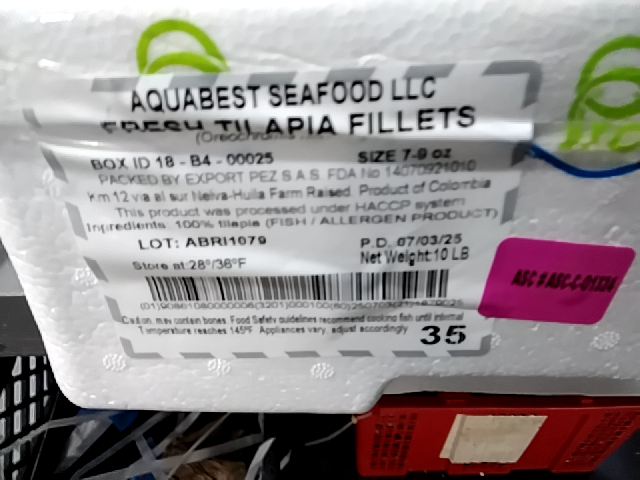 AQUABEST SEAFOOD LLC
FRESH TILAPIA FILLETS
BOX ID 18 - B4 - 00025 SIZE 7-9 oz
PACKED BY EXPORT PEZ S.A.S. FDA No 14070921010
Km 12 via al sur Neiva-Huila Farm Raised. Product of Colombia
This product was processed under HACCP system
Ingredients: 100% tilapia (FISH / ALLERGEN PRODUCT)
LOT: ABRI1079 P.D. 07/03/25
Store at:28°/36°F Net Weight:10 LB
Caution, may contain bones. Food Safety guidelines recommend cooking fish until internal
Temperature reaches 145ºF. Appliances vary, adjust accordingly
35